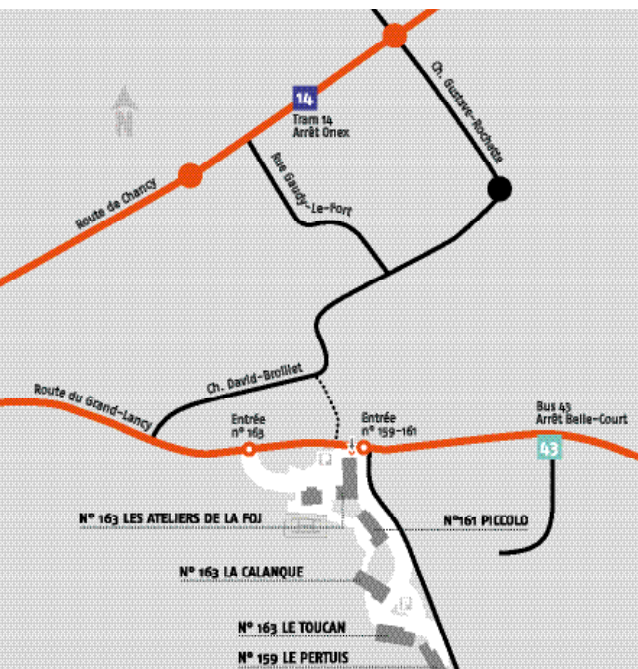 Ch. Gustave-Rochette
14
Tram 14
Arrêt Onex
N
Rue Gaudy-Le-Fort
Route de Chancy
Ch. David-Brolliet
Route du Grand-Lancy
Entrée
n° 163
Entrée
n° 159-161
Bus 43
Arrêt Belle-Court
43
P
N° 163 LES ATELIERS DE LA FOJ
N°161 PICCOLO
N° 163 LA CALANQUE
P
N° 163 LE TOUCAN
N° 159 LE PERTUIS